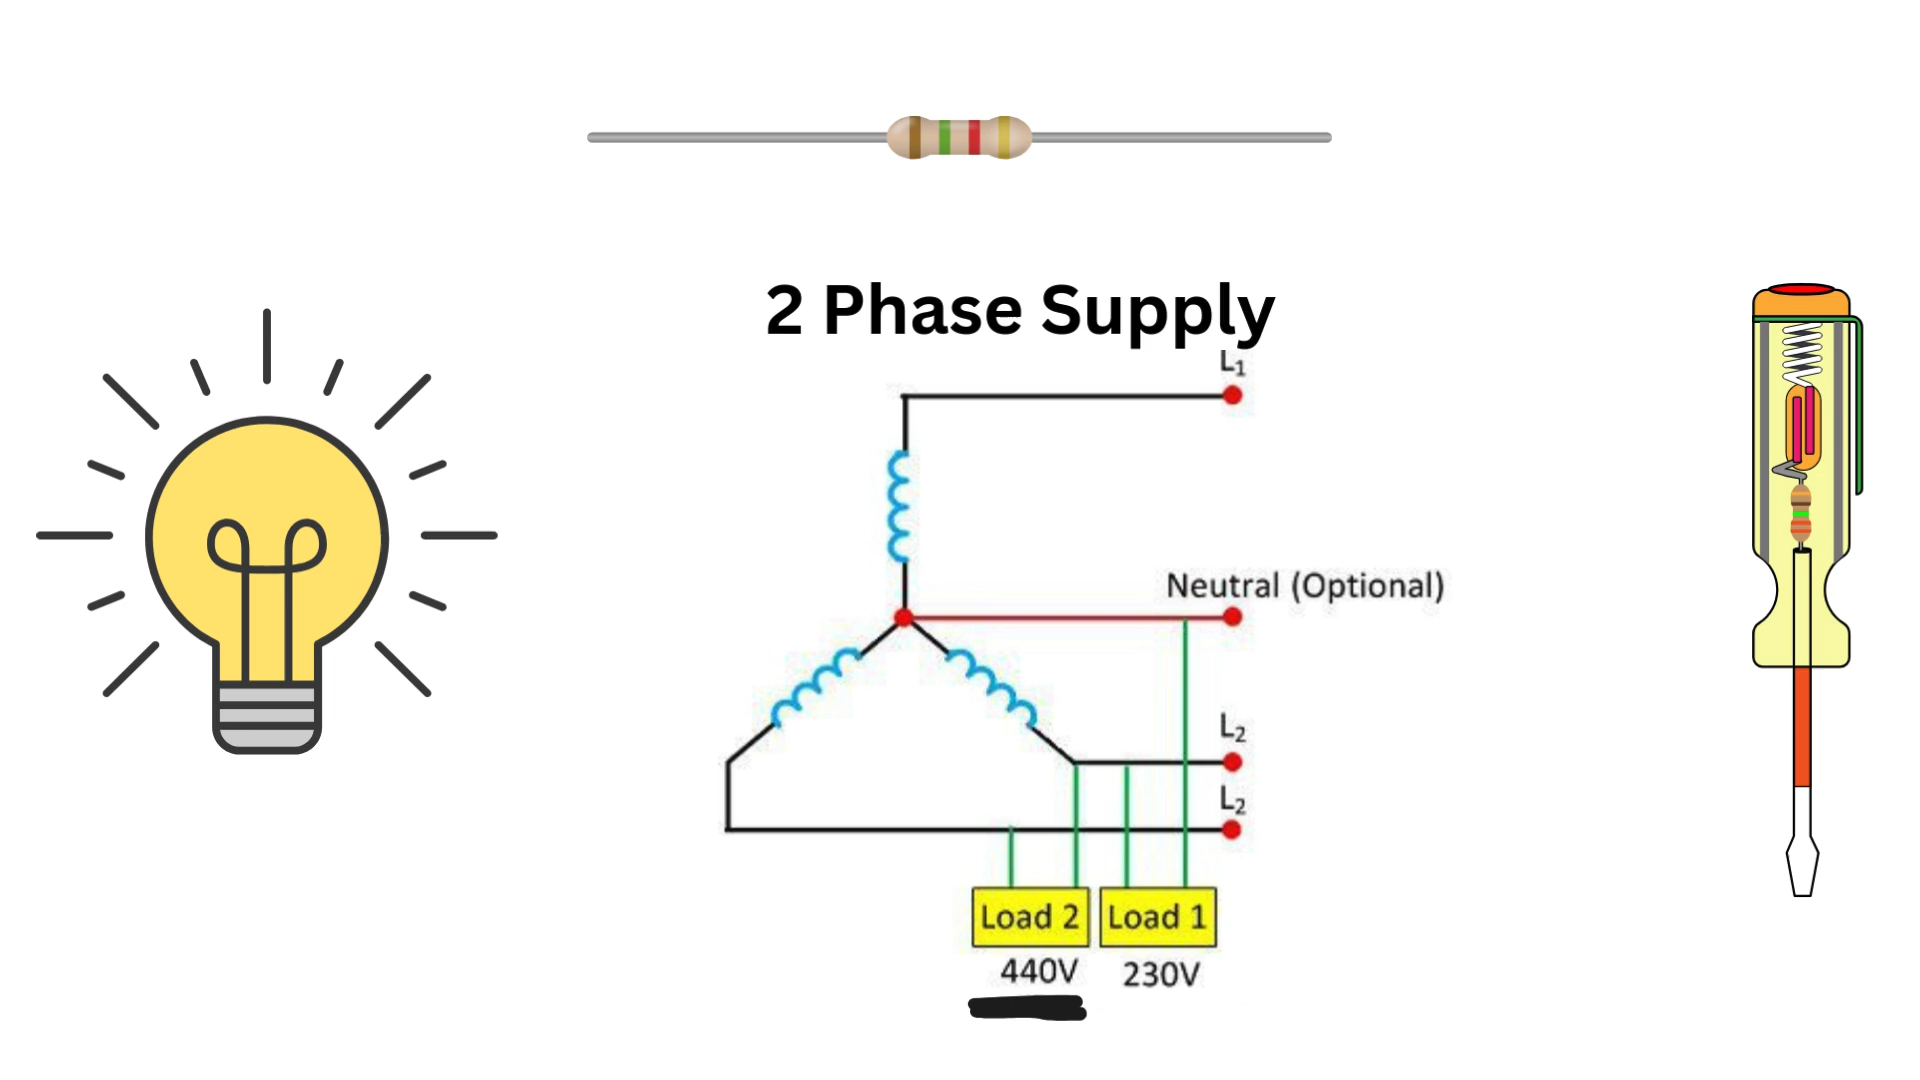 2 Phase Supply
L₁
Neutral (Optional)
L₂
L₂
Load 2
Load 1
440V
230V